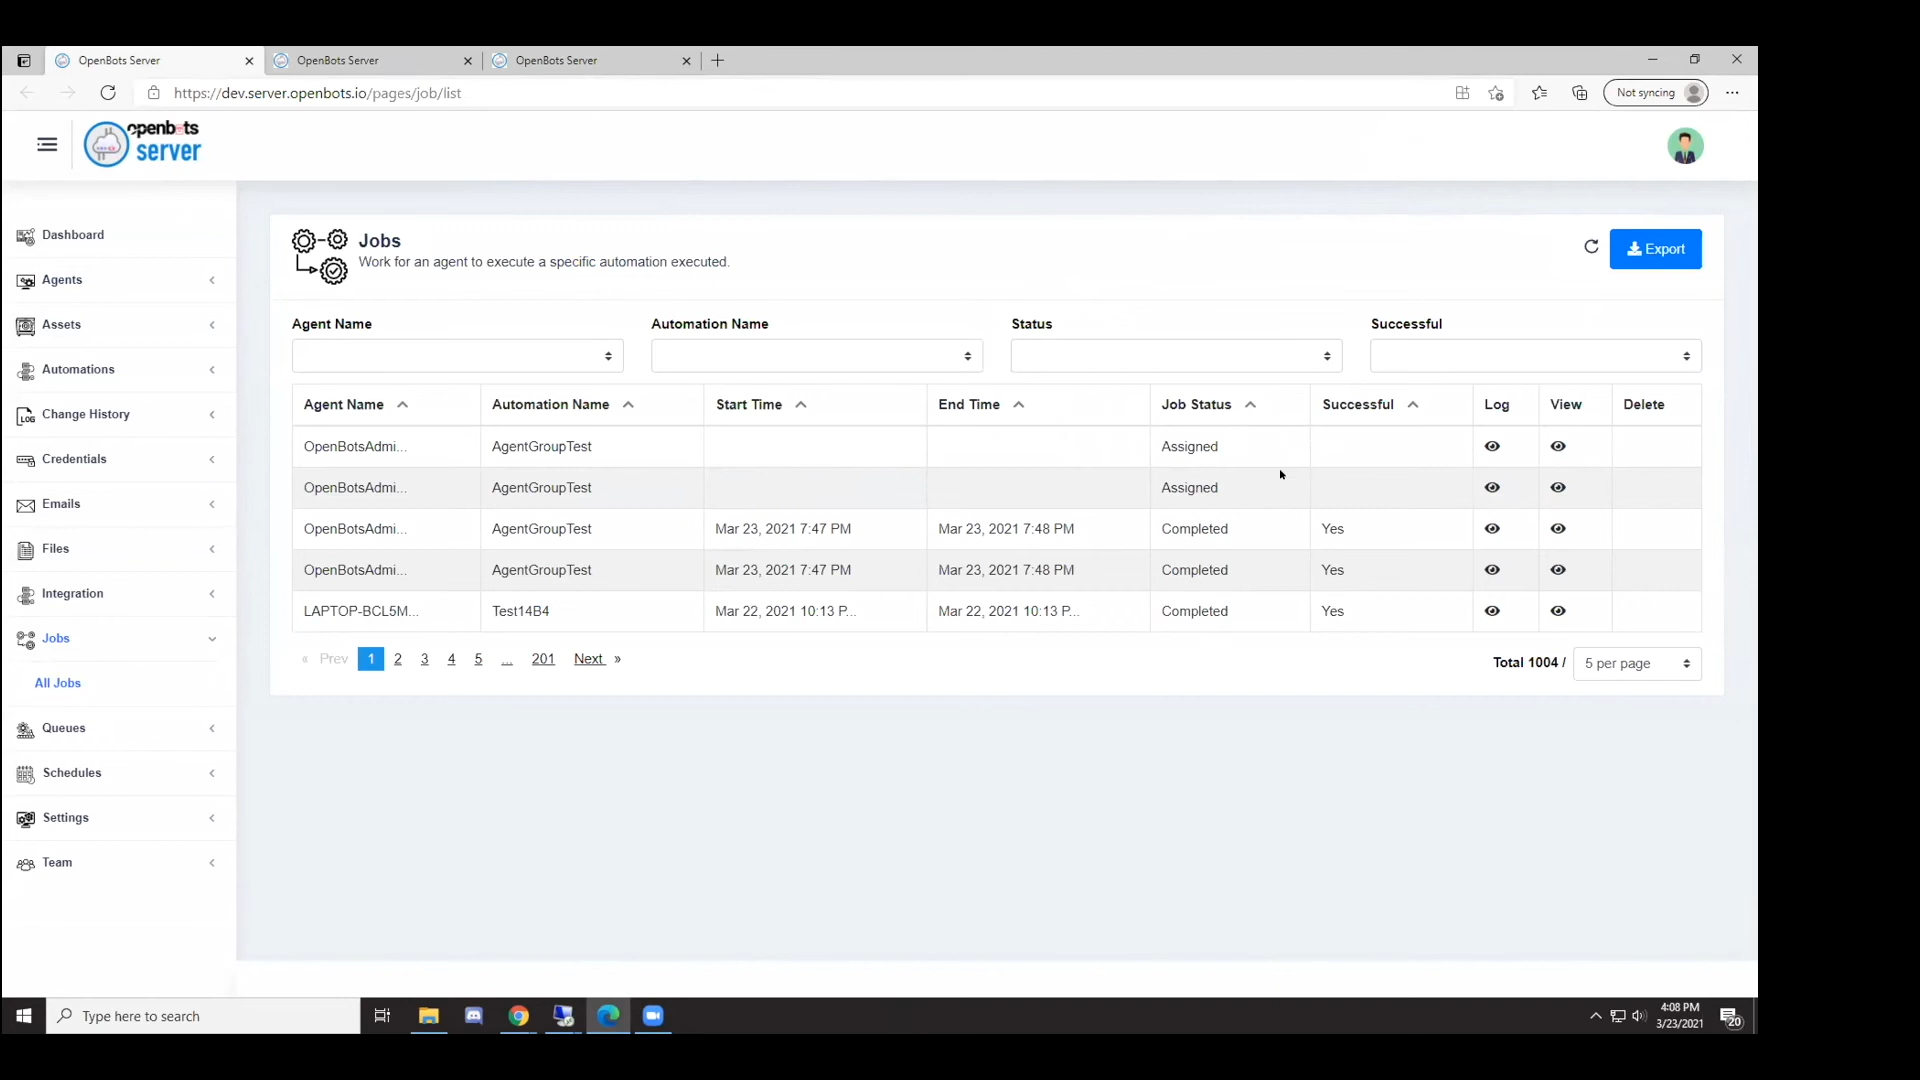 OpenBots Server
OpenBots Server
OpenBots Server
https://dev.server.openbots.io/pages/job/list
Not syncing
openbots
server
Dashboard
Agents
Assets
Automations
Change History
Credentials
Emails
Files
Integration
Jobs
All Jobs
Queues
Schedules
Settings
Team
Jobs
Work for an agent to execute a specific automation executed.
Export
Agent Name Automation Name Status Successful
Agent Name Automation Name Start Time End Time Job Status Successful Log View Delete
OpenBotsAdmi... AgentGroupTest Assigned
OpenBotsAdmi... AgentGroupTest Assigned
OpenBotsAdmi... AgentGroupTest Mar 23, 2021 7:47 PM Mar 23, 2021 7:48 PM Completed Yes
OpenBotsAdmi... AgentGroupTest Mar 23, 2021 7:47 PM Mar 23, 2021 7:48 PM Completed Yes
LAPTOP-BCL5M... Test14B4 Mar 22, 2021 10:13 P... Mar 22, 2021 10:13 P... Completed Yes
« Prev 1 2 3 4 5 ... 201 Next »
Total 1004 / 5 per page
Type here to search
4:08 PM
3/23/2021
20